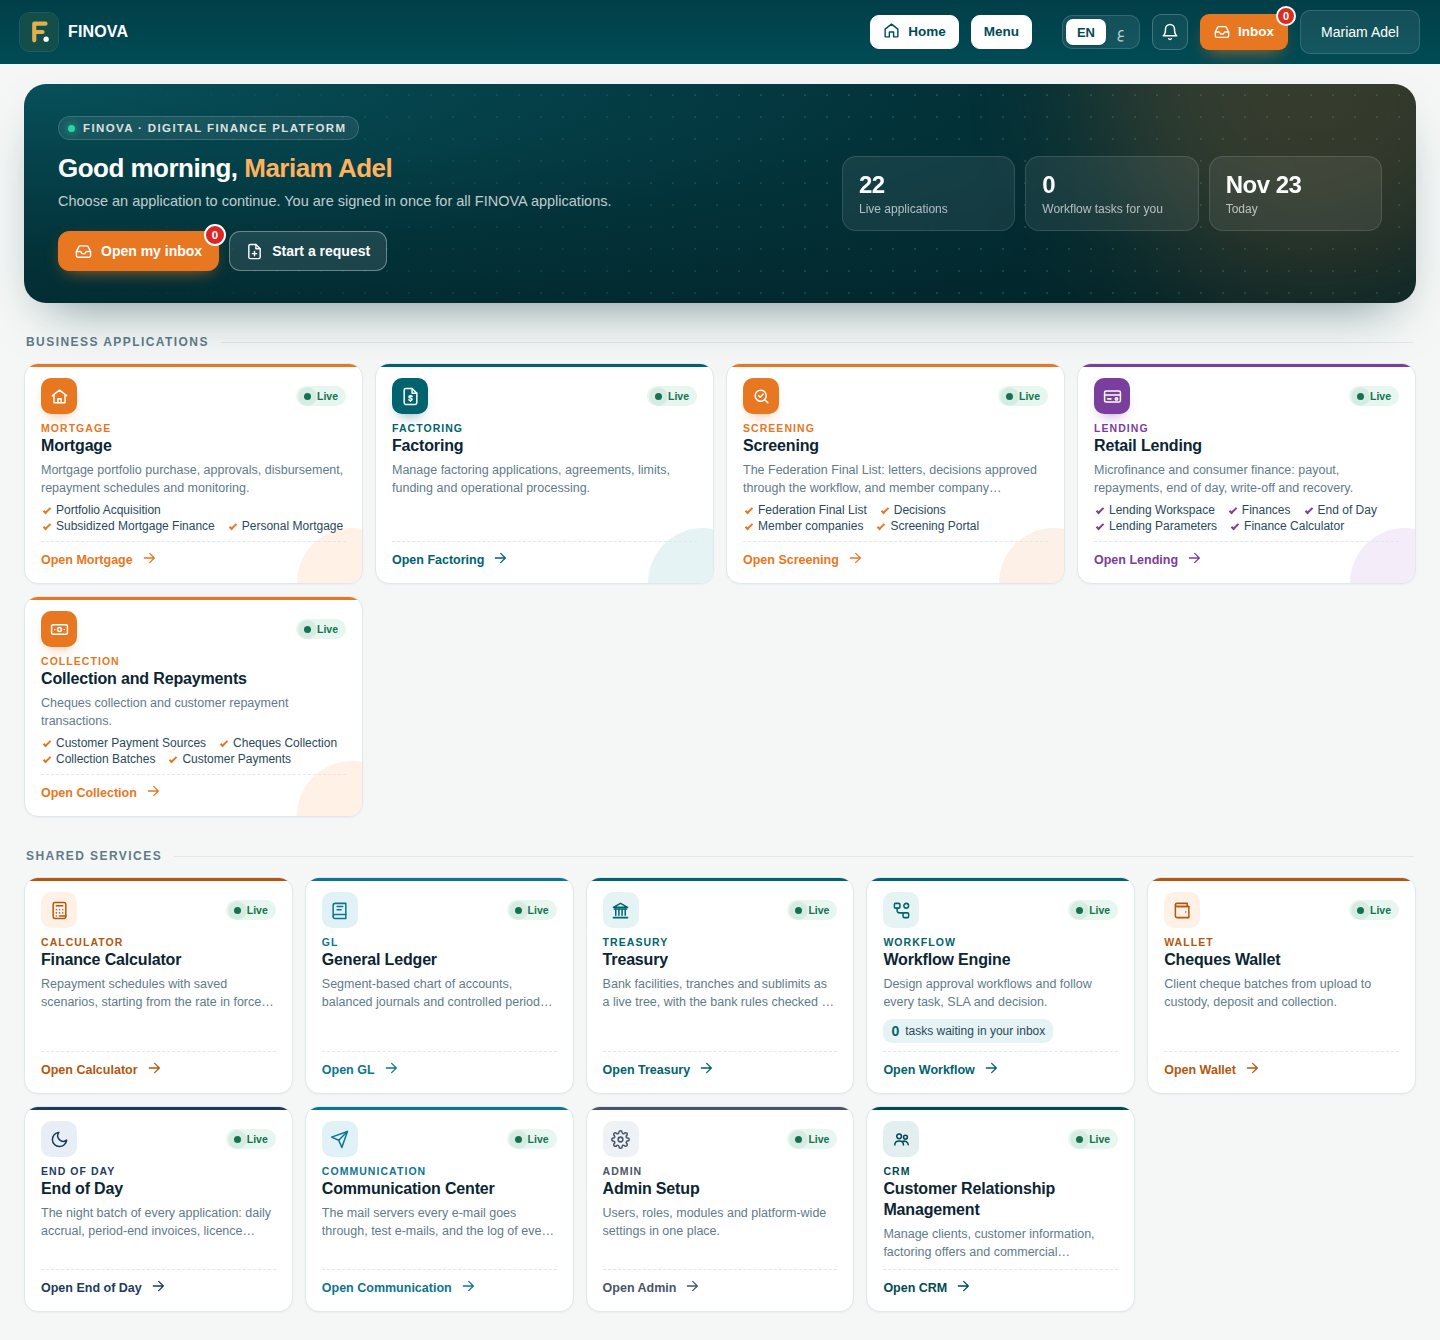 FINOVA
Home
Menu
EN
ع
Inbox
0
Mariam Adel
FINOVA · DIGITAL FINANCE PLATFORM
Good morning, Mariam Adel
Choose an application to continue. You are signed in once for all FINOVA applications.
Open my inbox
0
Start a request
22
Live applications
0
Workflow tasks for you
Nov 23
Today
BUSINESS APPLICATIONS
Live
MORTGAGE
Mortgage
Mortgage portfolio purchase, approvals, disbursement,
repayment schedules and monitoring.
Portfolio Acquisition
Subsidized Mortgage Finance Personal Mortgage
Open Mortgage
Live
FACTORING
Factoring
Manage factoring applications, agreements, limits,
funding and operational processing.
Open Factoring
Live
SCREENING
Screening
The Federation Final List: letters, decisions approved
through the workflow, and member company…
Federation Final List Decisions
Member companies Screening Portal
Open Screening
Live
LENDING
Retail Lending
Microfinance and consumer finance: payout,
repayments, end of day, write-off and recovery.
Lending Workspace Finances End of Day
Lending Parameters Finance Calculator
Open Lending
Live
COLLECTION
Collection and Repayments
Cheques collection and customer repayment
transactions.
Customer Payment Sources Cheques Collection
Collection Batches Customer Payments
Open Collection
SHARED SERVICES
Live
CALCULATOR
Finance Calculator
Repayment schedules with saved
scenarios, starting from the rate in force…
Open Calculator
Live
GL
General Ledger
Segment-based chart of accounts,
balanced journals and controlled period…
Open GL
Live
TREASURY
Treasury
Bank facilities, tranches and sublimits as
a live tree, with the bank rules checked …
Open Treasury
Live
WORKFLOW
Workflow Engine
Design approval workflows and follow
every task, SLA and decision.
0 tasks waiting in your inbox
Open Workflow
Live
WALLET
Cheques Wallet
Client cheque batches from upload to
custody, deposit and collection.
Open Wallet
Live
END OF DAY
End of Day
The night batch of every application: daily
accrual, period-end invoices, licence…
Open End of Day
Live
COMMUNICATION
Communication Center
The mail servers every e-mail goes
through, test e-mails, and the log of eve…
Open Communication
Live
ADMIN
Admin Setup
Users, roles, modules and platform-wide
settings in one place.
Open Admin
Live
CRM
Customer Relationship
Management
Manage clients, customer information,
factoring offers and commercial…
Open CRM